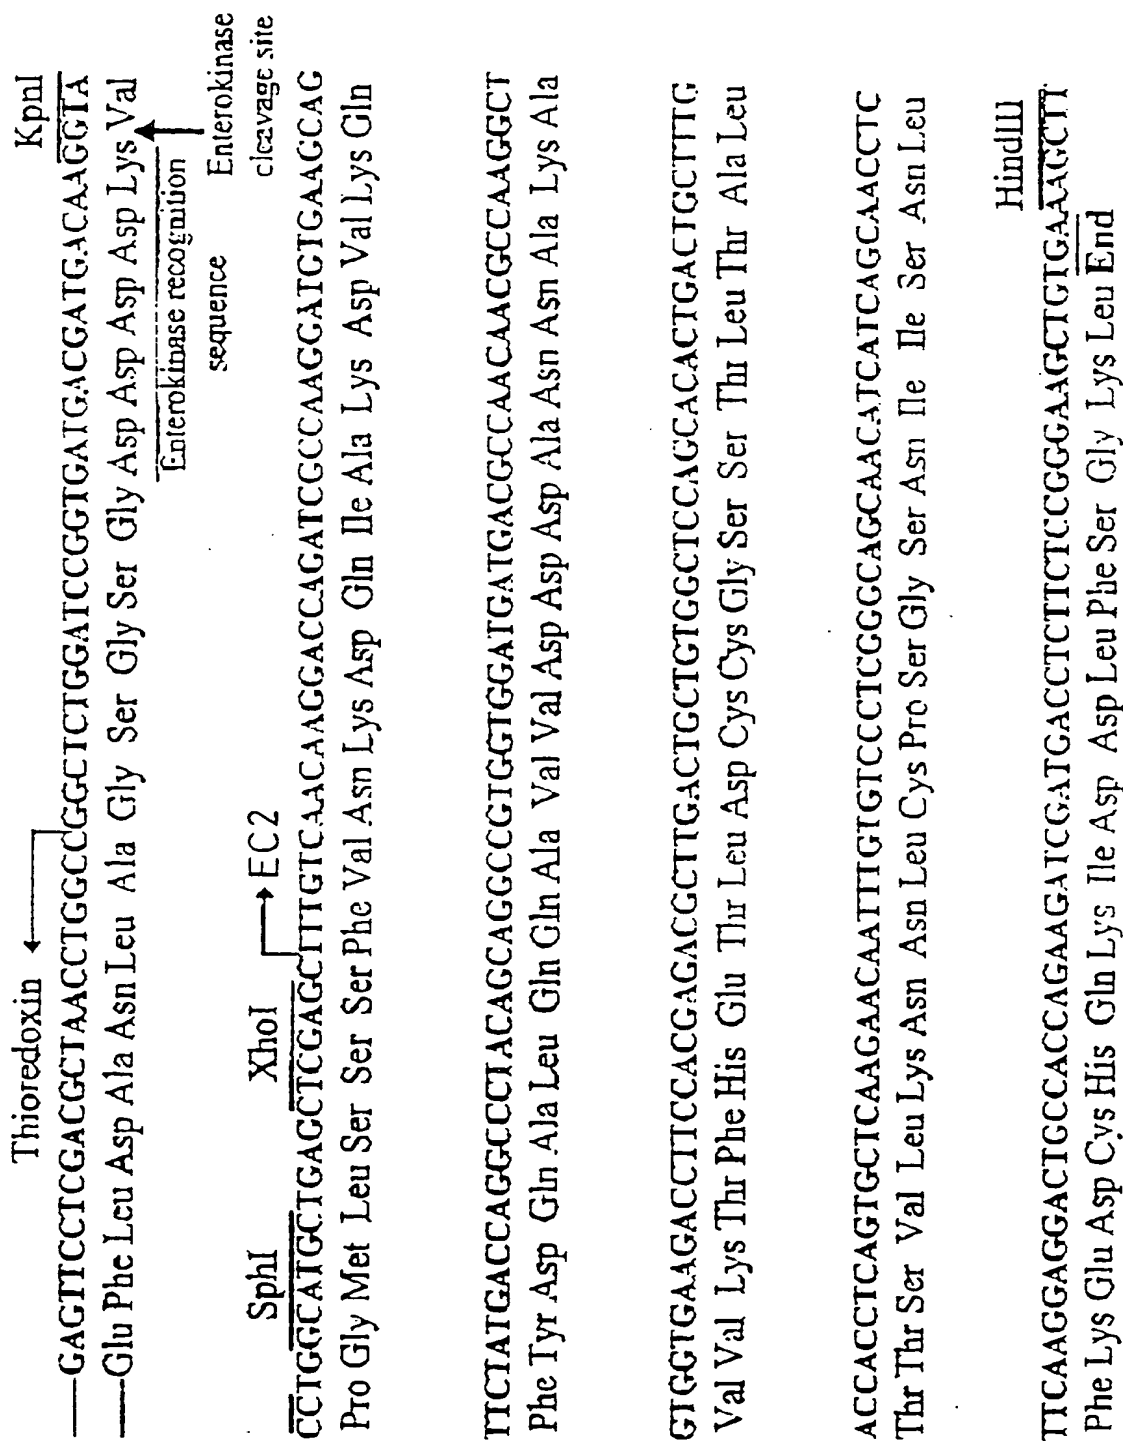 Thioredoxin KpnI
GAGTTCCTCGACGCTAACCTGGCCGGCTCTGGATCCGGTGATGACGATGACAAGGTA
Glu Phe Leu Asp Ala Asn Leu Ala Gly Ser Gly Ser Gly Asp Asp Asp Asp Lys Val
Enterokinase recognition
sequence
Enterokinase
cleavage site
SphI XhoI EC2
CCTGGCATGCTGAGCTCGAGCTTTGTCAACAAGGACCAGATCGCCAAGGATGTGAAGCAG
Pro Gly Met Leu Ser Ser Ser Phe Val Asn Lys Asp Gln Ile Ala Lys Asp Val Lys Gln
TTCTATGACCAGGCCCTACAGCAGGCCGTGGTGGATGATGACGCCAACAACGCCAAGGCT
Phe Tyr Asp Gln Ala Leu Gln Gln Ala Val Val Asp Asp Asp Ala Asn Asn Ala Lys Ala
GTGGTGAAGACCTTCCACGAGACGCTTGACTGCTGTGGCTCCAGCACACTGACTGCTTTG
Val Val Lys Thr Phe His Glu Thr Leu Asp Cys Cys Gly Ser Ser Thr Leu Thr Ala Leu
ACCACCTCAGTGCTCAAGAACAATTTGTGTCCCTCGGGCAGCAACATCATCAGCAACCTC
Thr Thr Ser Val Leu Lys Asn Asn Leu Cys Pro Ser Gly Ser Asn Ile Ile Ser Asn Leu
HindIII
TTCAAGGAGGACTGCCACCAGAAGATCGATGACCTCTTCTCCGGGAAGCTGTGAAAGCTT
Phe Lys Glu Asp Cys His Gln Lys Ile Asp Asp Leu Phe Ser Gly Lys Leu End